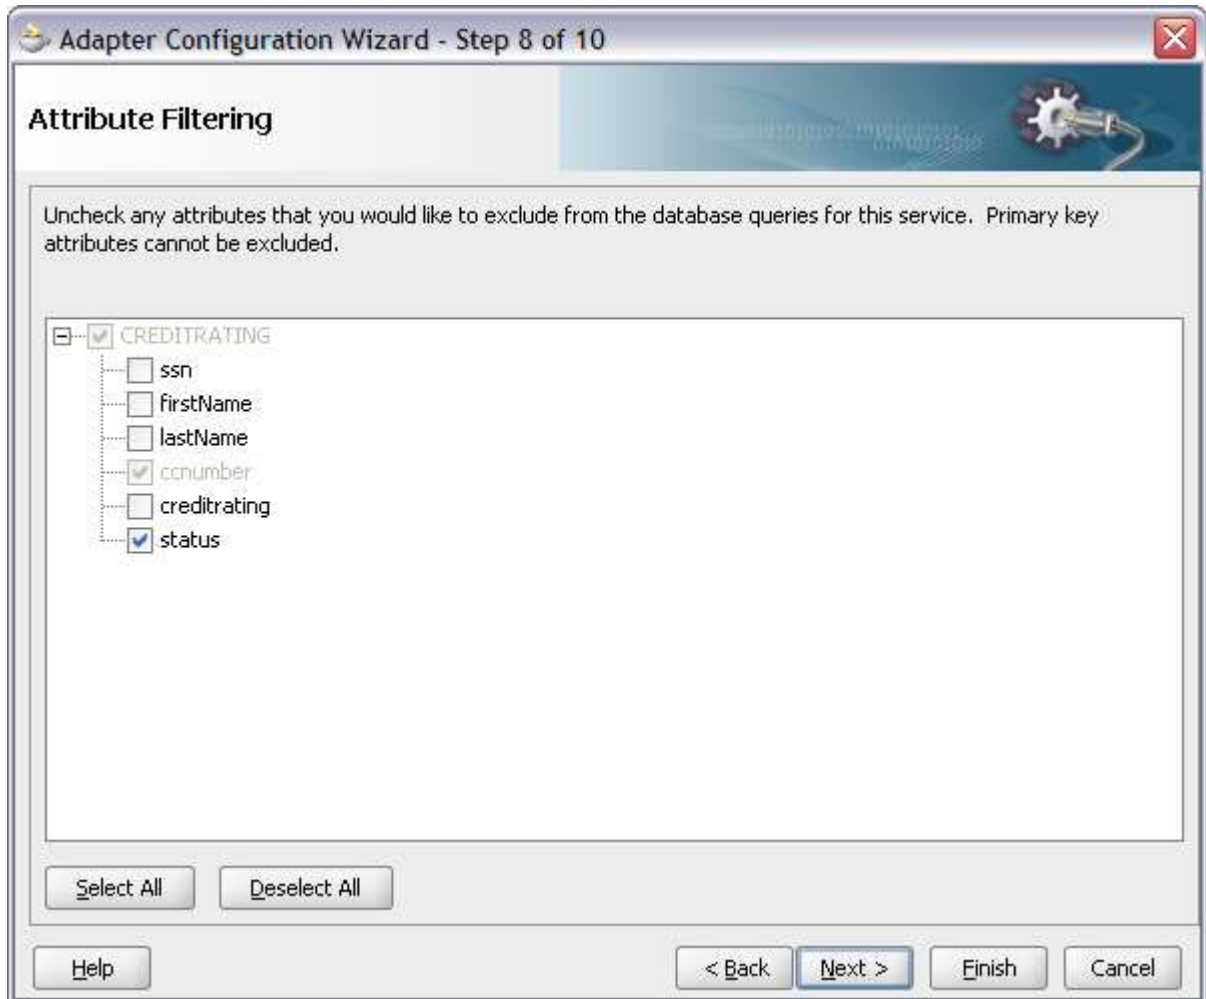 Adapter Configuration Wizard - Step 8 of 10
Attribute Filtering
Uncheck any attributes that you would like to exclude from the database queries for this service. Primary key
attributes cannot be excluded.
CREDITRATING
ssn
firstName
lastName
ccnumber
creditrating
status
Select All Deselect All
Help < Back Next > Finish Cancel